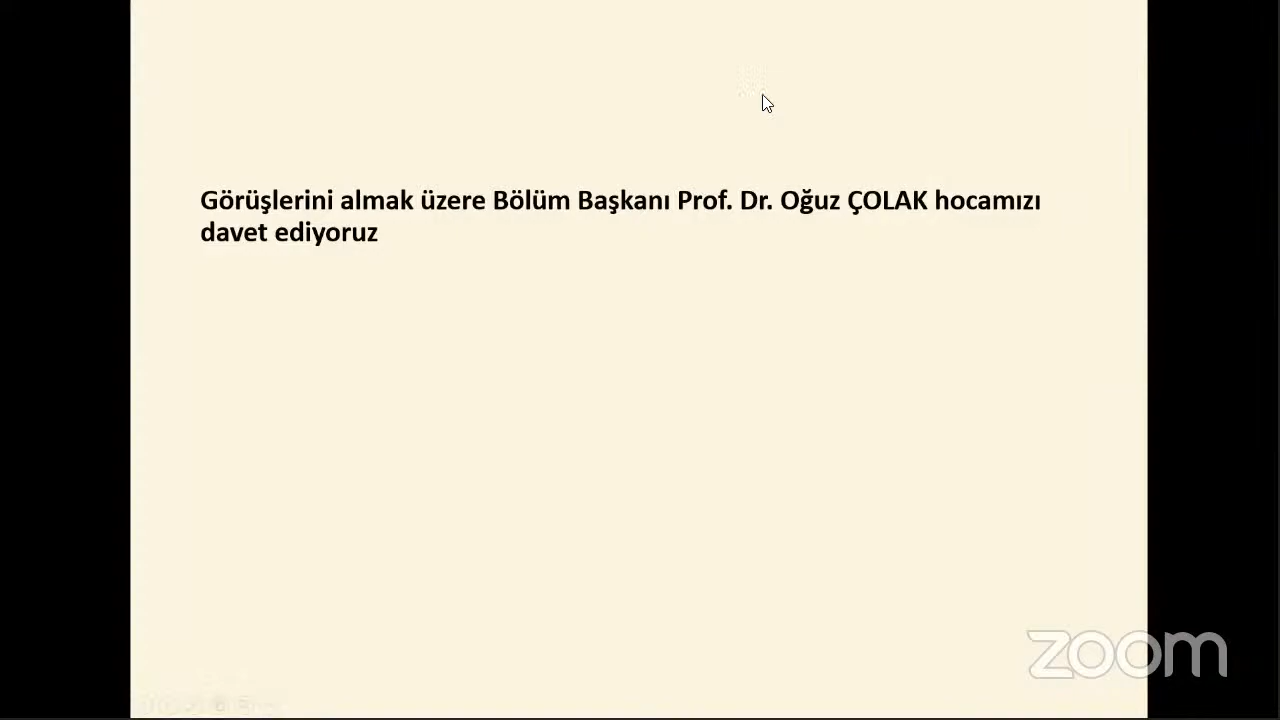 Görüşlerini almak üzere Bölüm Başkanı Prof. Dr. Oğuz ÇOLAK hocamızı
davet ediyoruz
zoom